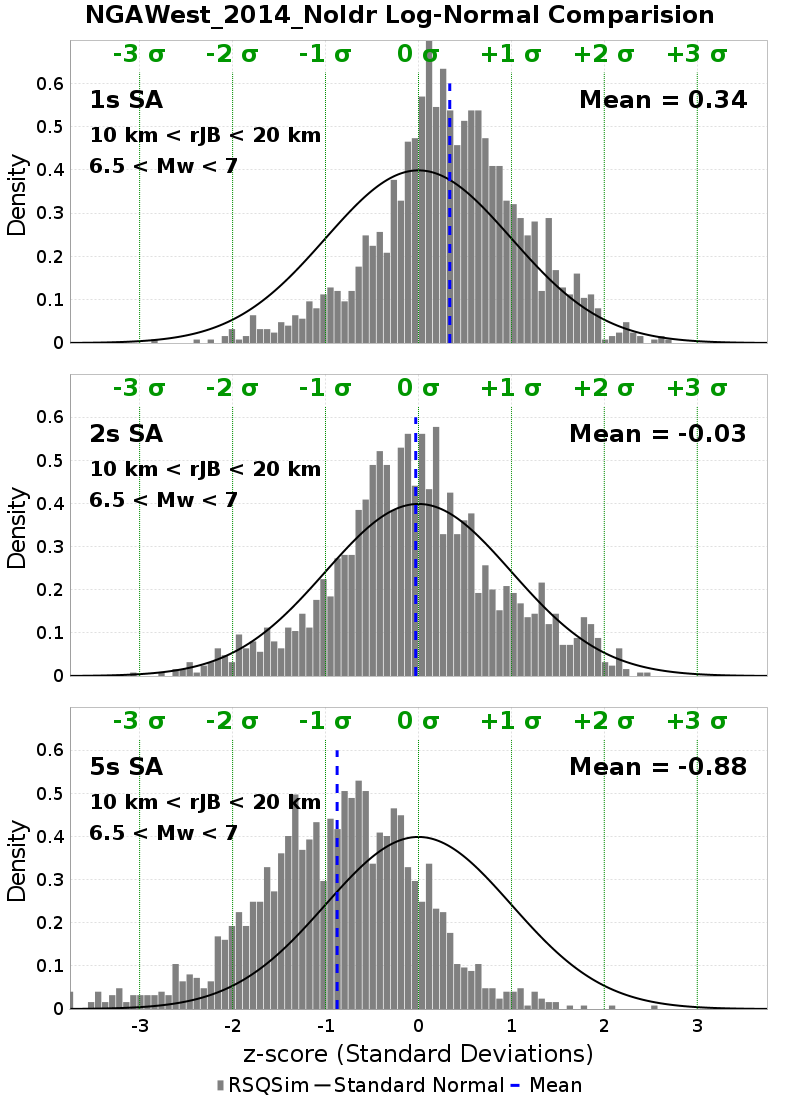 NGAWest_2014_NoIdr Log-Normal Comparision
-3 σ -2 σ -1 σ 0 σ +1 σ +2 σ +3 σ
1s SA
Mean = 0.34
10 km < rJB < 20 km
6.5 < Mw < 7
Density
0.6
0.5
0.4
0.3
0.2
0.1
0
-3 σ -2 σ -1 σ 0 σ +1 σ +2 σ +3 σ
2s SA
Mean = -0.03
10 km < rJB < 20 km
6.5 < Mw < 7
Density
0.6
0.5
0.4
0.3
0.2
0.1
0
-3 σ -2 σ -1 σ 0 σ +1 σ +2 σ +3 σ
5s SA
Mean = -0.88
10 km < rJB < 20 km
6.5 < Mw < 7
Density
0.6
0.5
0.4
0.3
0.2
0.1
0
-3 -2 -1 0 1 2 3
z-score (Standard Deviations)
RSQSim Standard Normal Mean